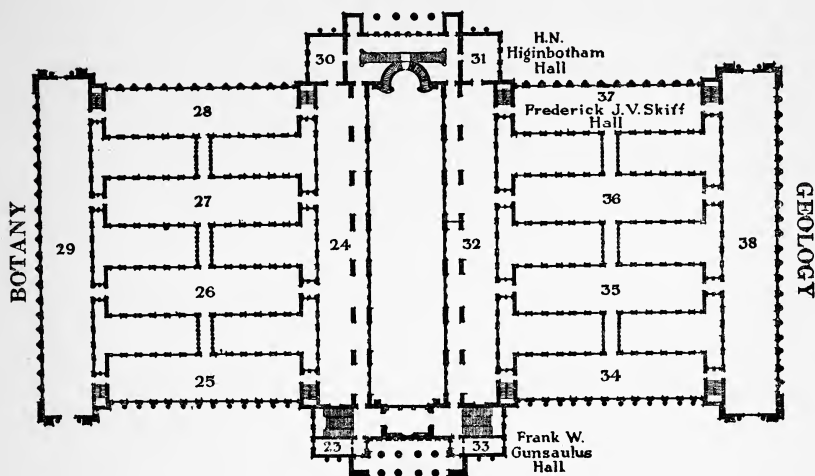 H.N.
Higinbotham
Hall
30
31
28
37
Prederick J.V. Skiff
Hall
27
36
BOTANY
29
24
32
38
GEOLOGY
26
35
25
34
23
33
Frank W.
Gunsaulus
Hall